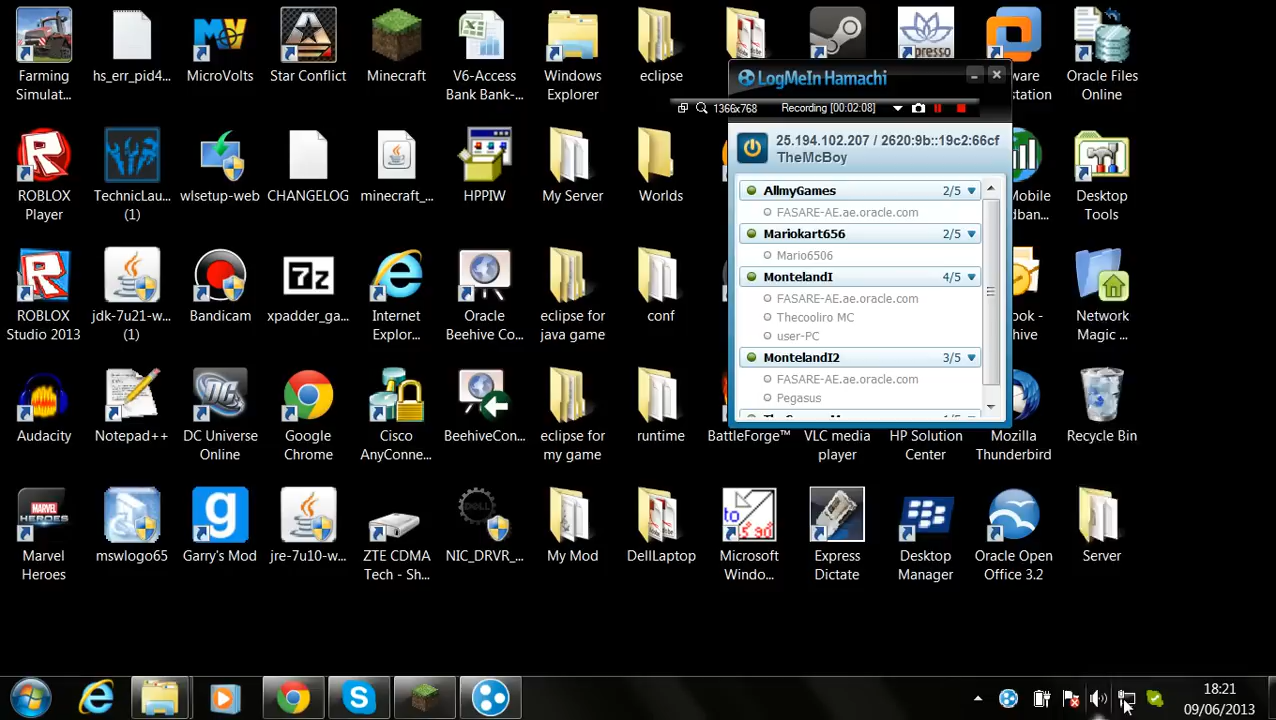 Farming
Simulat...
hs_err_pid4...
MicroVolts
Star Conflict
Minecraft
V6-Access
Bank Bank-...
Windows
Explorer
eclipse
Oracle Files
Online
LogMeIn Hamachi
1366x768
Recording [00:02:08]
25.194.102.207 / 2620:9b::19c2:66cf
TheMcBoy
AllmyGames
2/5
FASARE-AE.ae.oracle.com
Mariokart656
2/5
Mario6506
MontelandI
4/5
FASARE-AE.ae.oracle.com
Thecooliro MC
user-PC
MontelandI2
3/5
FASARE-AE.ae.oracle.com
Pegasus
ROBLOX
Player
TechnicLau...
(1)
wlsetup-web
CHANGELOG
minecraft_...
HPPIW
My Server
Worlds
Desktop
Tools
ROBLOX
Studio 2013
jdk-7u21-w...
(1)
Bandicam
7z
xpadder_ga...
Internet
Explor...
Oracle
Beehive Co...
eclipse for
java game
conf
Network
Magic ...
Audacity
Notepad++
DC Universe
Online
Google
Chrome
Cisco
AnyConne...
BeehiveCon...
eclipse for
my game
runtime
BattleForge™
VLC media
player
HP Solution
Center
Mozilla
Thunderbird
Recycle Bin
MARVEL
HEROES
Marvel
Heroes
mswlogo65
Garry's Mod
jre-7u10-w...
ZTE CDMA
Tech - Sh...
DELL
NIC_DRVR_...
My Mod
DellLaptop
Microsoft
Windo...
Express
Dictate
Desktop
Manager
Oracle Open
Office 3.2
Server
18:21
09/06/2013